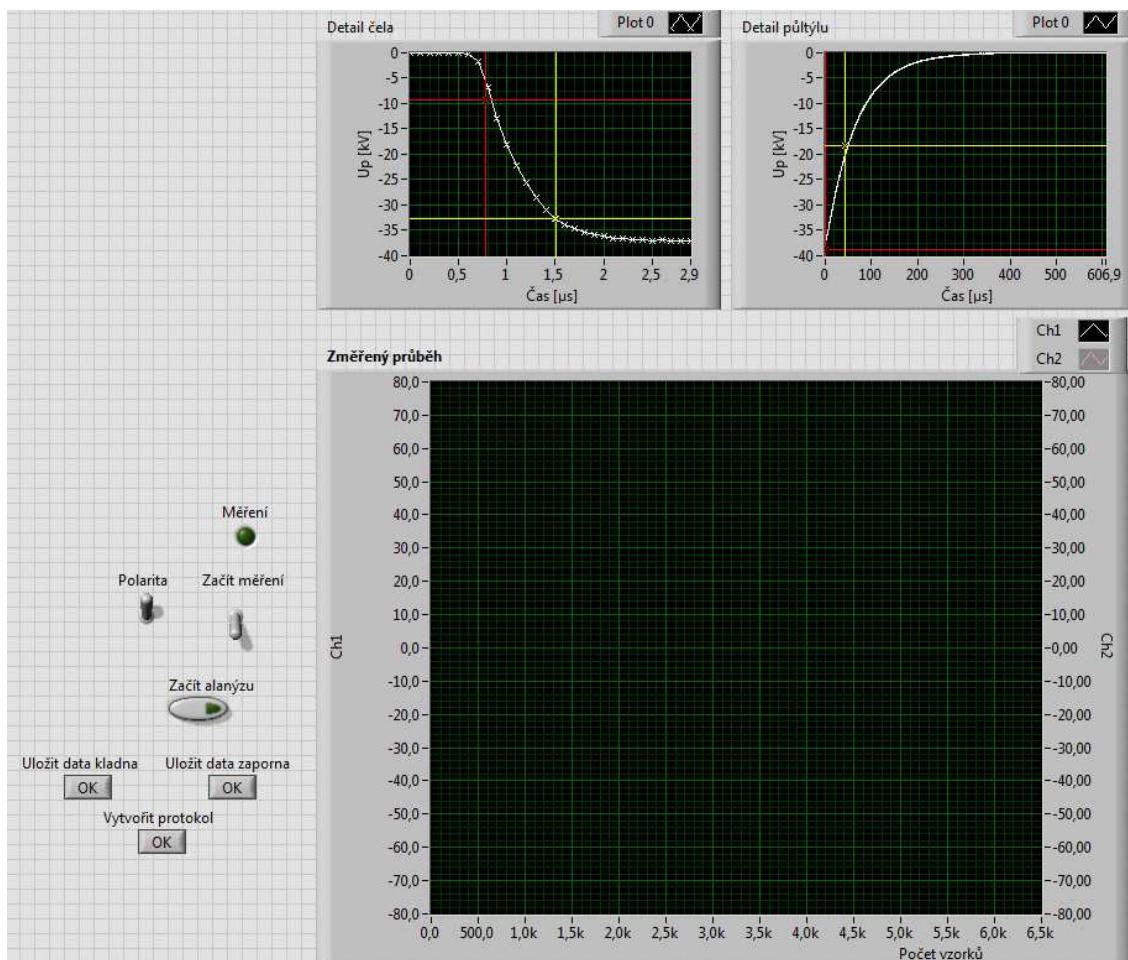 Detail čela
Plot 0
Up [kV]
0
-5
-10
-15
-20
-25
-30
-35
-40
0 0,5 1 1,5 2 2,5 2,9
Čas [µs]
Detail půltýlu
Plot 0
Up [kV]
0
-5
-10
-15
-20
-25
-30
-35
-40
0 100 200 300 400 500 606,9
Čas [µs]
Změřený průběh
Ch1
Ch2
Ch1
80,0
70,0
60,0
50,0
40,0
30,0
20,0
10,0
0,0
-10,0
-20,0
-30,0
-40,0
-50,0
-60,0
-70,0
-80,0
80,00
70,00
60,00
50,00
40,00
30,00
20,00
10,00
0,00
-10,00
-20,00
-30,00
-40,00
-50,00
-60,00
-70,00
-80,00
Ch2
0,0 500,0 1,0k 1,5k 2,0k 2,5k 3,0k 3,5k 4,0k 4,5k 5,0k 5,5k 6,0k 6,5k
Počet vzorků
Měření
Polarita Začít měření
Začít alanýzu
Uložit data kladna Uložit data zaporna
OK OK
Vytvořit protokol
OK